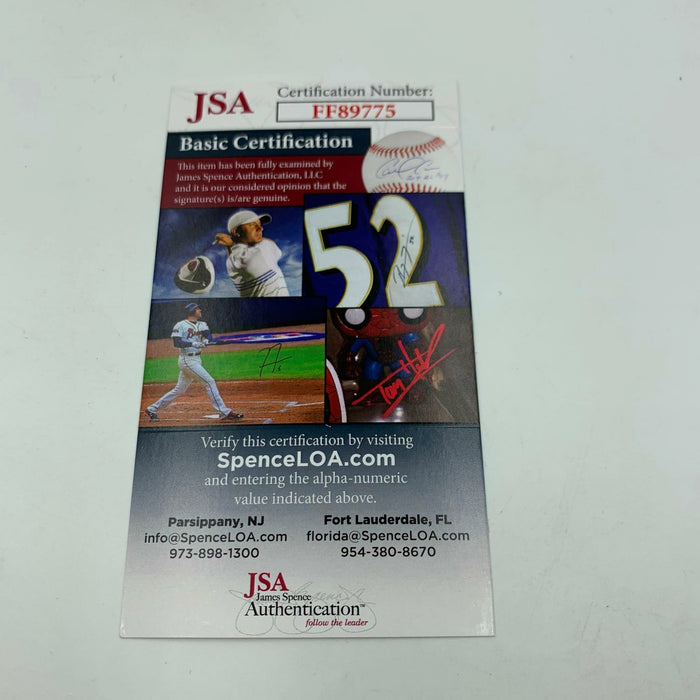 JSA
Certification Number:
FF89775
Basic Certification
This item has been fully examined by
James Spence Authentication, LLC
and it is our considered opinion that the
signature(s) is/are genuine.
52
Verify this certification by visiting
SpenceLOA.com
and entering the alpha-numeric
value indicated above.
Parsippany, NJ
info@SpenceLOA.com
973-898-1300
Fort Lauderdale, FL
florida@SpenceLOA.com
954-380-8670
JSA
James Spence
Authentication™
follow the leader